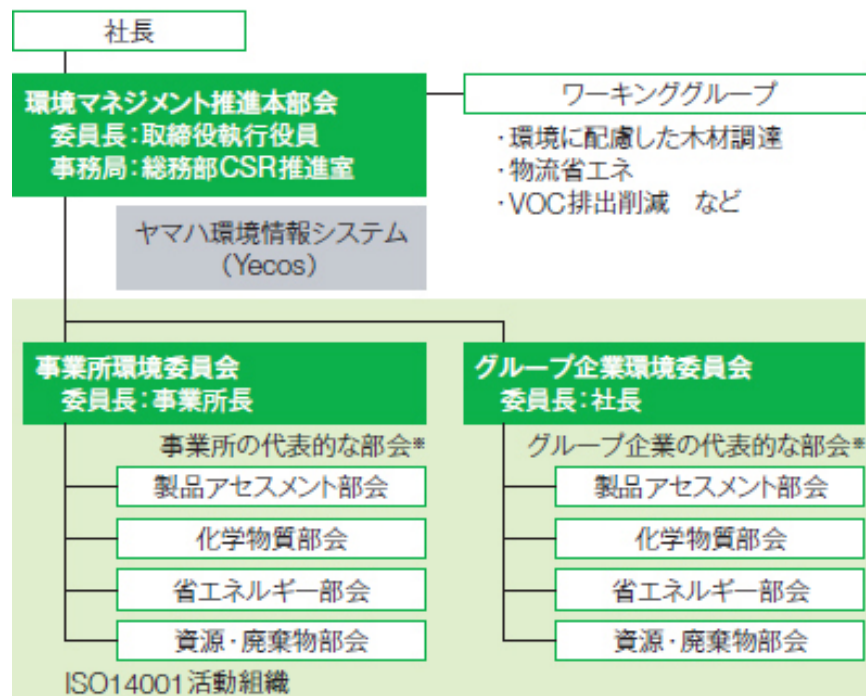 社長
環境マネジメント推進本部会
委員長：取締役執行役員
事務局：総務部CSR推進室
ワーキンググループ
・環境に配慮した木材調達
・物流省エネ
・VOC排出削減　など
ヤマハ環境情報システム
（Yecos）
事業所環境委員会
委員長：事業所長
事業所の代表的な部会※
製品アセスメント部会
化学物質部会
省エネルギー部会
資源・廃棄物部会
グループ企業環境委員会
委員長：社長
グループ企業の代表的な部会※
製品アセスメント部会
化学物質部会
省エネルギー部会
資源・廃棄物部会
ISO14001活動組織